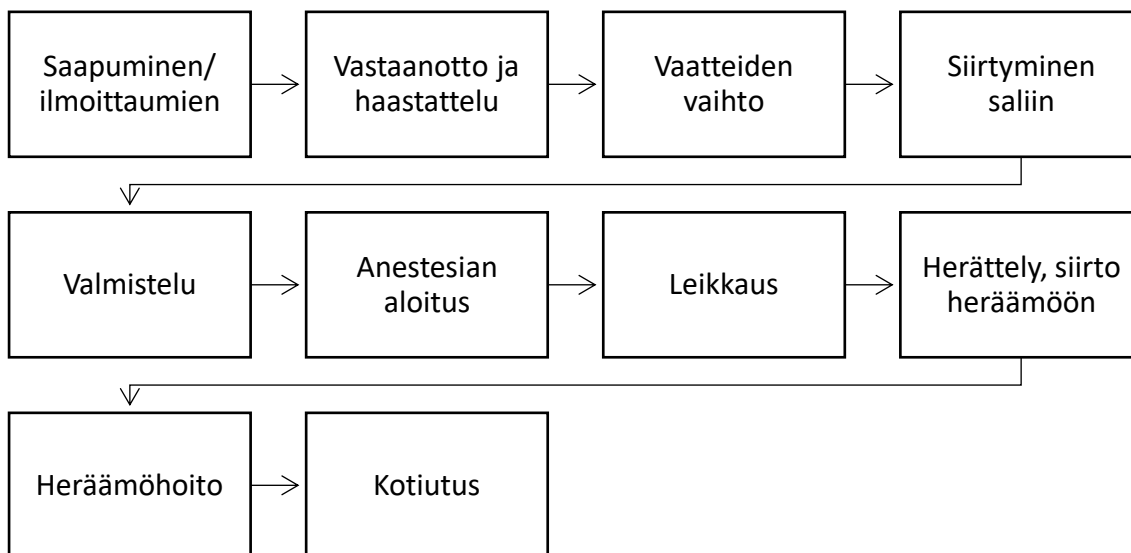 Saapuminen/
ilmoittaumien
Vastaanotto ja
haastattelu
Vaatteiden
vaihto
Siirtyminen
saliin
Valmistelu
Anestesian
aloitus
Leikkaus
Herättely, siirto
heräämöön
Heräämöhoito
Kotiutus